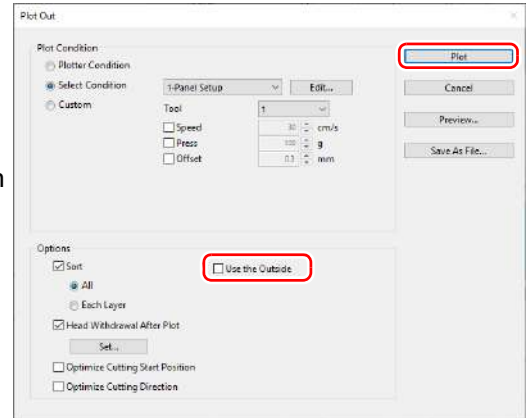 Plot Out
Plot Condition
Plotter Condition
Select Condition 1-Panel Setup Edit...
Custom Tool 1
Speed 30 cm/s
Press g
Offset 0.3 mm
Plot
Cancel
Preview...
Save As File...
n
Options
Sort Use the Outside
All
Each Layer
Head Withdrawal After Plot
Set...
Optimize Cutting Start Position
Optimize Cutting Direction